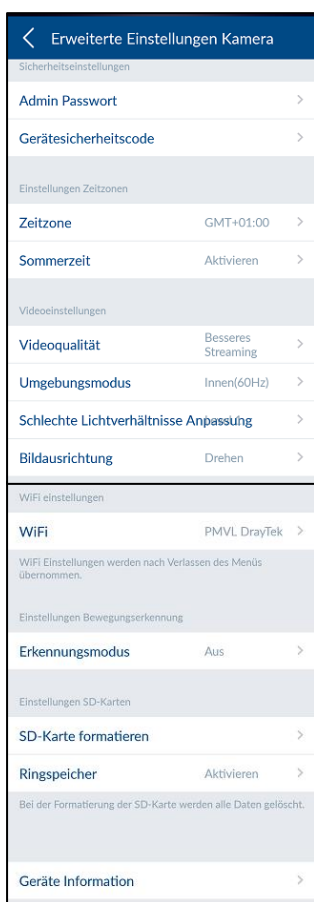 Erweiterte Einstellungen Kamera
Sicherheitseinstellungen
Admin Passwort
Gerätesicherheitscode
Einstellungen Zeitzonen
Zeitzone GMT+01:00
Sommerzeit Aktivieren
Videoeinstellungen
Videoqualität Besseres
Streaming
Umgebungsmodus Innen(60Hz)
Schlechte Lichtverhältnisse Anpassung
Bildausrichtung Drehen
WiFi einstellungen
WiFi PMVL DrayTek
WiFi Einstellungen werden nach Verlassen des Menüs
übernommen.
Einstellungen Bewegungserkennung
Erkennungsmodus Aus
Einstellungen SD-Karten
SD-Karte formatieren
Ringspeicher Aktivieren
Bei der Formatierung der SD-Karte werden alle Daten gelöscht.
Geräte Information